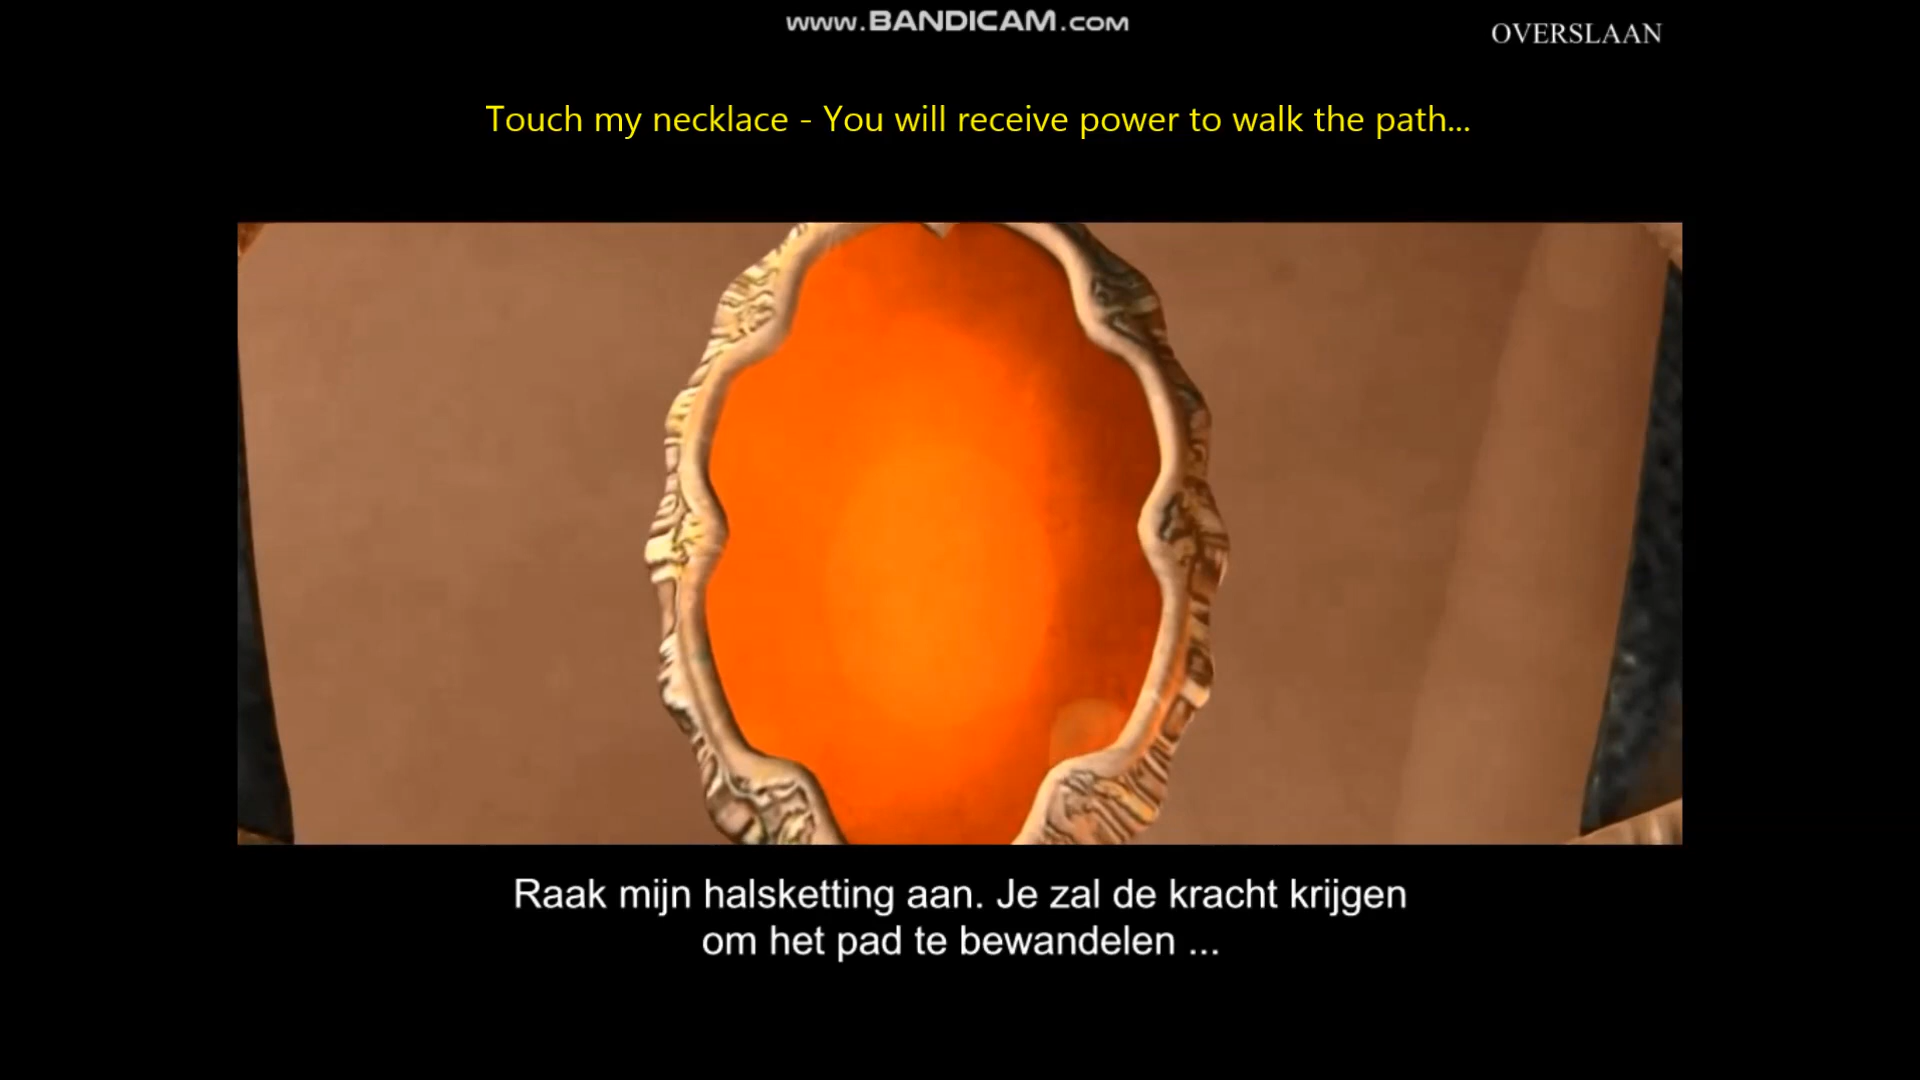 www.BANDICAM.com
OVERSLAAN
Touch my necklace - You will receive power to walk the path...
Raak mijn halsketting aan. Je zal de kracht krijgen
om het pad te bewandelen ...